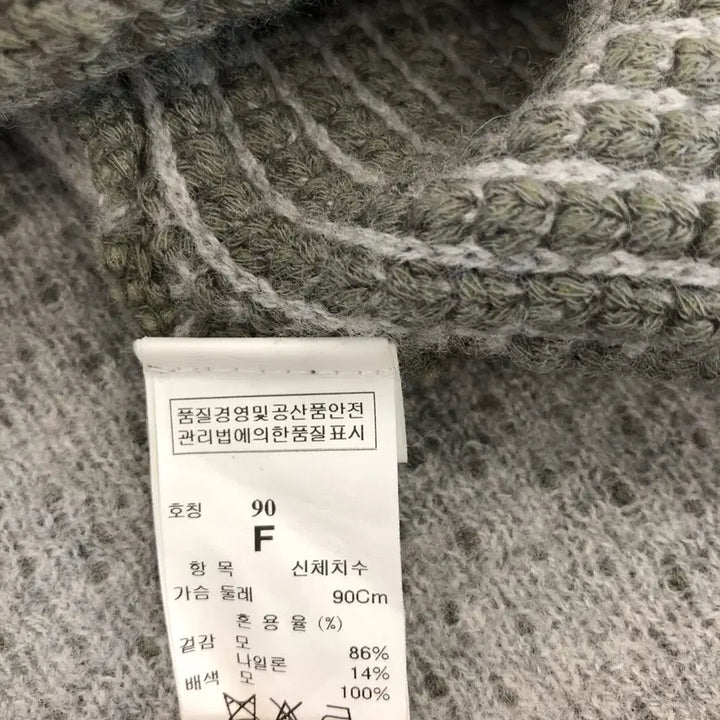 품질경영및공산품안전
관리법에의한품질표시
호칭 90
F
항 목 신체치수
가슴 둘레 90Cm
혼 용 율 (%)
겉감 모 86%
나일론 14%
배색 모 100%